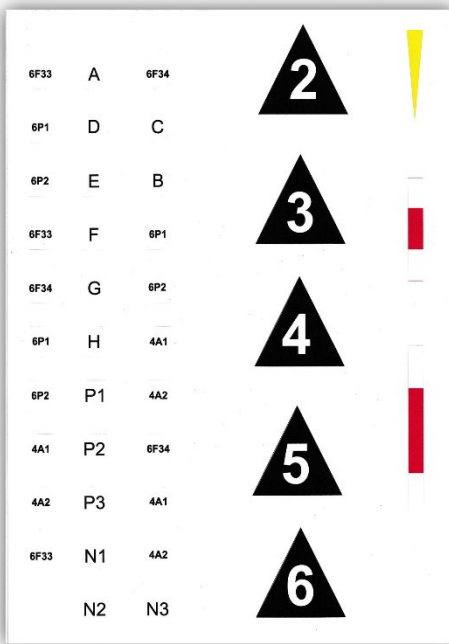 6F33 A 6F34
6P1 D C
6P2 E B
6F33 F 6P1
6F34 G 6P2
6P1 H 4A1
6P2 P1 4A2
4A1 P2 6F34
4A2 P3 4A1
6F33 N1 4A2
N2 N3
2
3
4
5
6